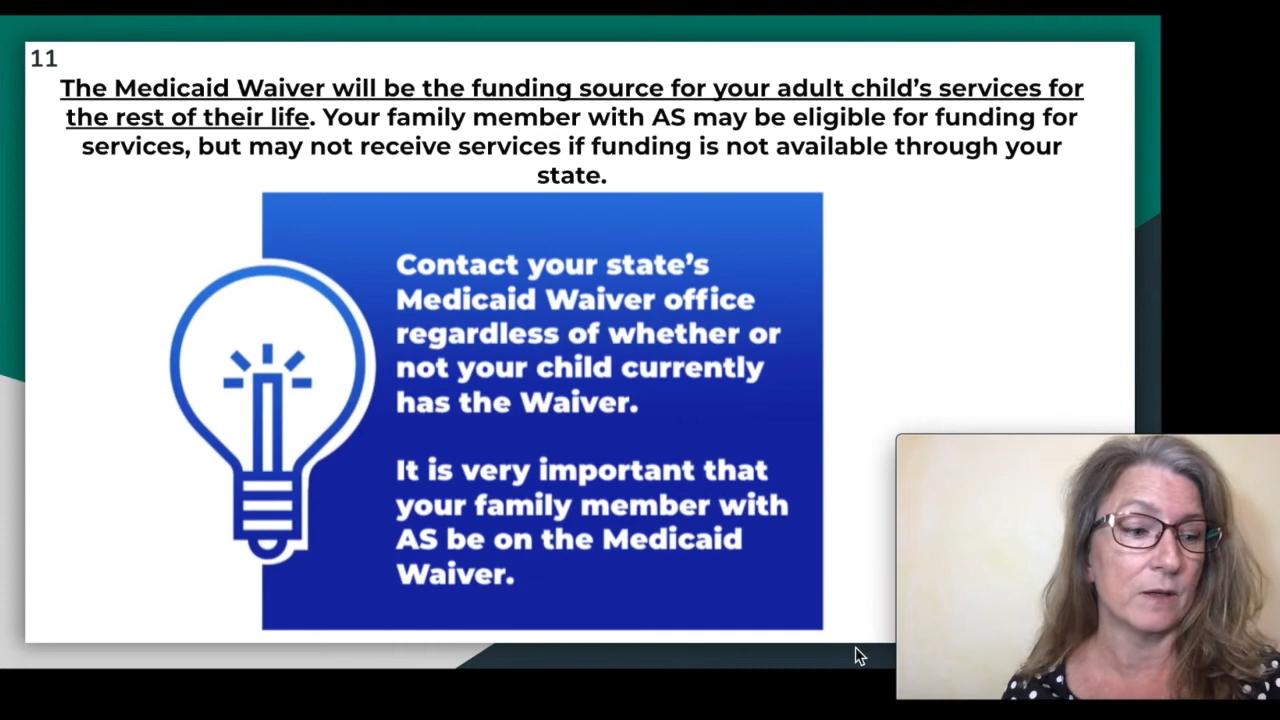 11
The Medicaid Waiver will be the funding source for your adult child’s services for
the rest of their life. Your family member with AS may be eligible for funding for
services, but may not receive services if funding is not available through your
state.
Contact your state’s
Medicaid Waiver office
regardless of whether or
not your child currently
has the Waiver.
It is very important that
your family member with
AS be on the Medicaid
Waiver.